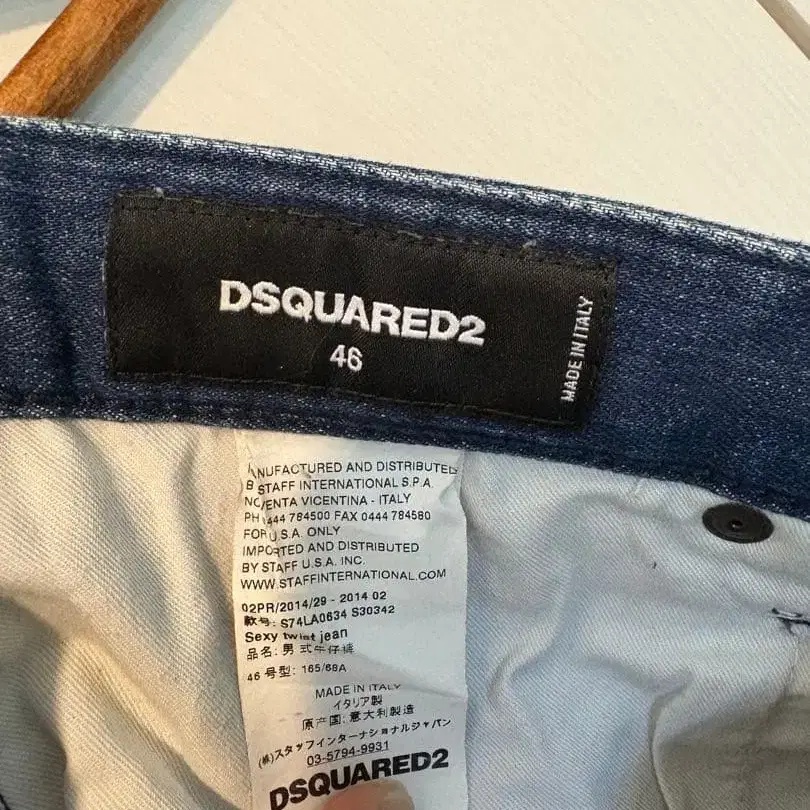 DSQUARED2
46
MADE IN ITALY
ANUFACTURED AND DISTRIBUTED
B STAFF INTERNATIONAL S.P.A.
NOVENTA VICENTINA - ITALY
PH 0444 784500 FAX 0444 784580
FOR U.S.A. ONLY
IMPORTED AND DISTRIBUTED
BY STAFF U.S.A. INC.
WWW.STAFFINTERNATIONAL.COM
02PR/2014/29 - 2014 02
款号: S74LA0634 S30342
Sexy twist jean
品名: 男式牛仔裤
46 号型: 165/68A
MADE IN ITALY
イタリア製
原产国: 意大利製造
(株)スタッフインターナショナルジャパン
03-5794-9931
DSQUARED2